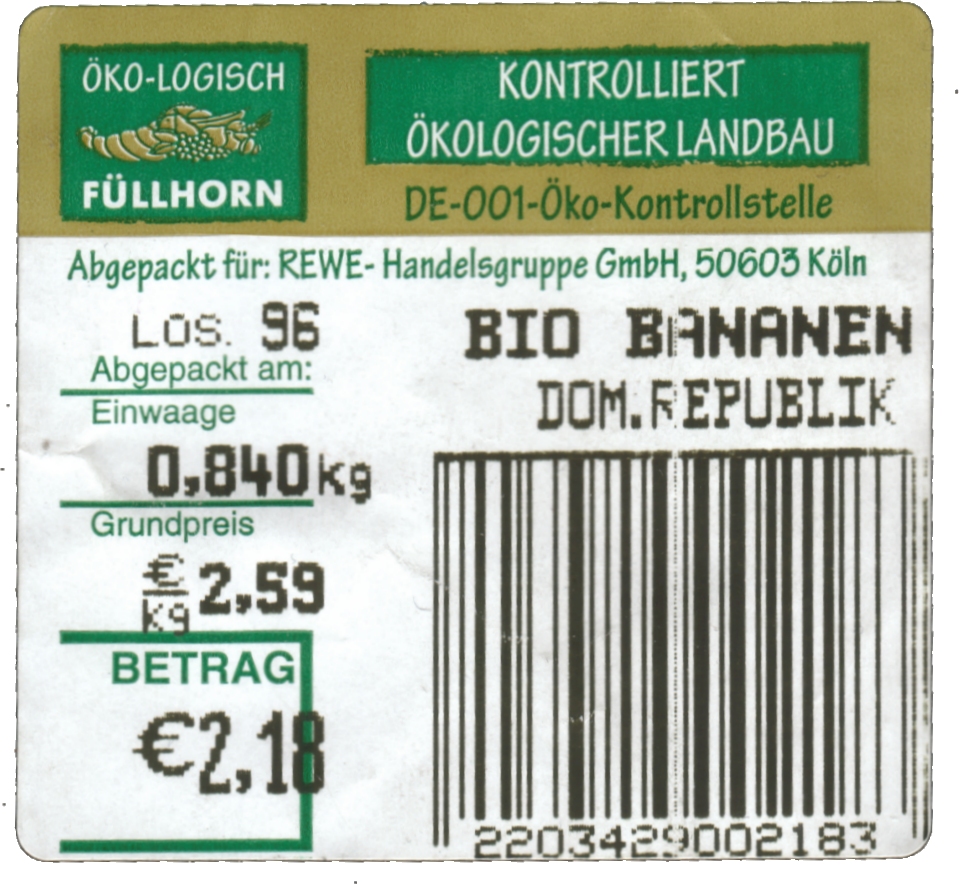 ÖKO-LOGISCH
FÜLLHORN
KONTROLLIERT
ÖKOLOGISCHER LANDBAU
DE-001-Öko-Kontrollstelle
Abgepackt für: REWE- Handelsgruppe GmbH, 50603 Köln
LOS. 96
Abgepackt am:
Einwaage
0,840kg
Grundpreis
€/kg 2,59
BETRAG
€2,18
BIO BANANEN
DOM.REPUBLIK
2203429002183